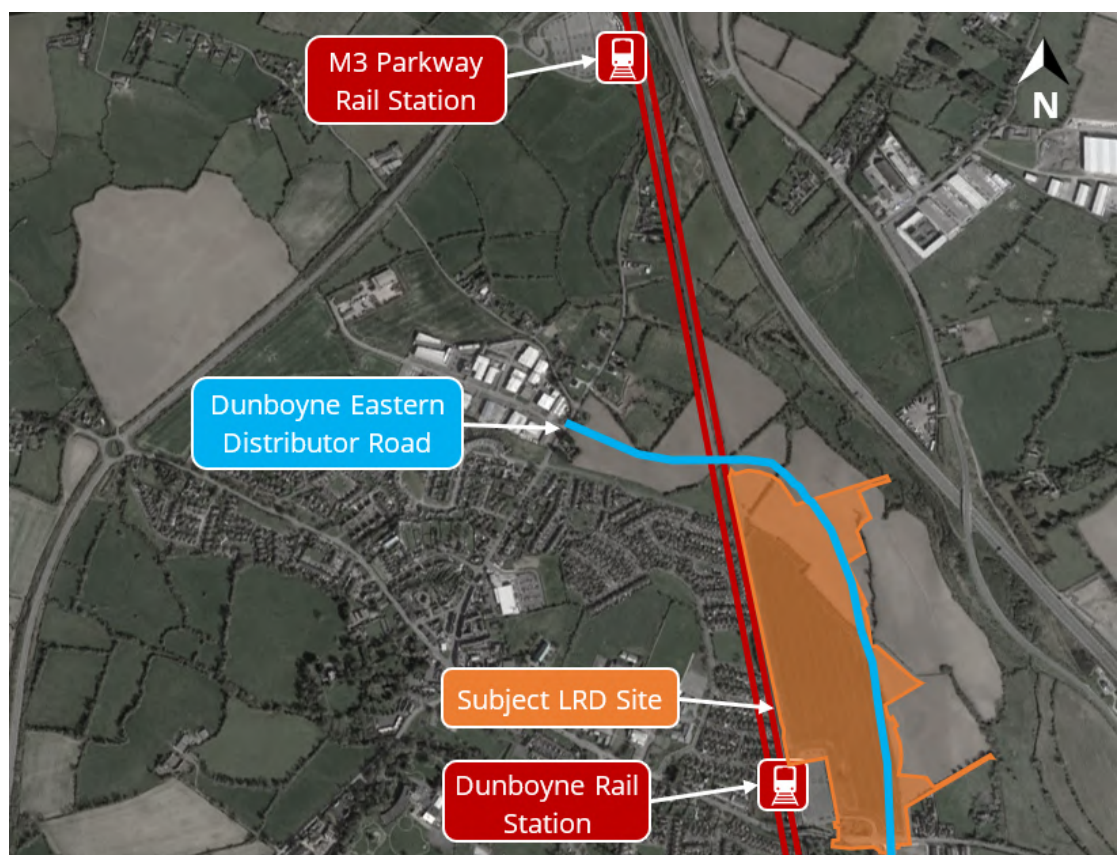 M3 Parkway
Rail Station
N
Dunboyne Eastern
Distributor Road
Subject LRD Site
Dunboyne Rail
Station